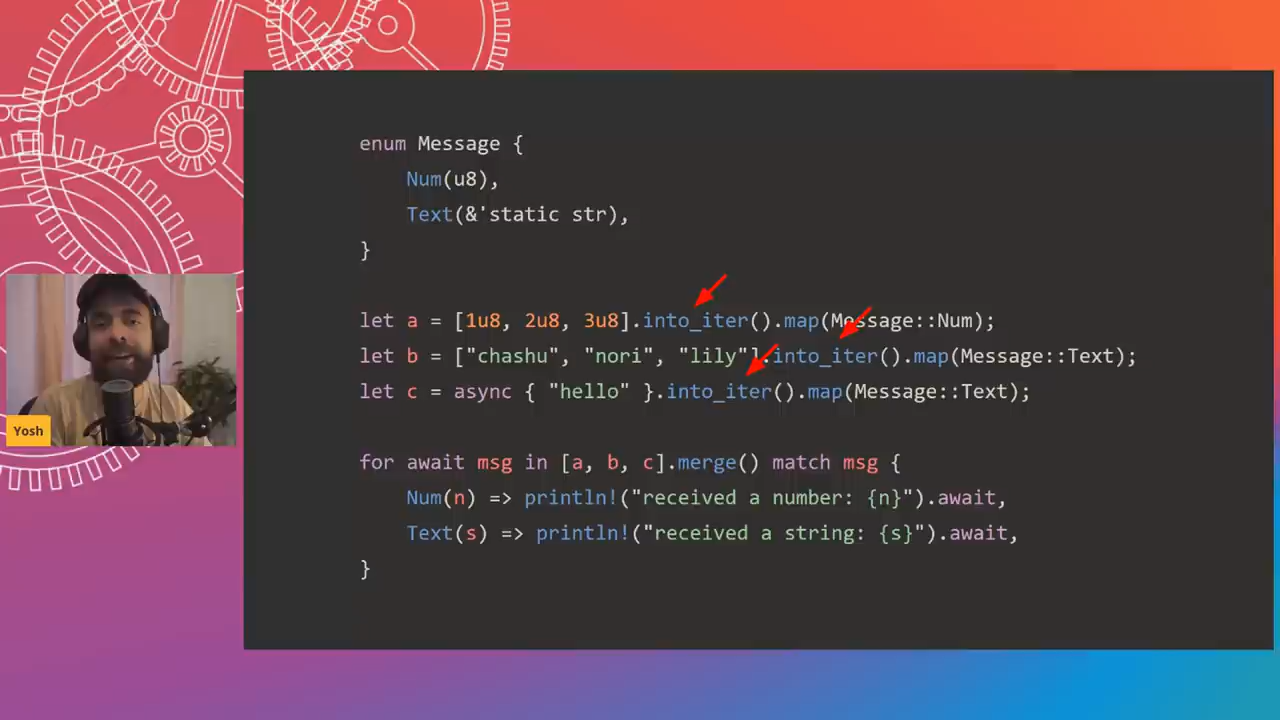 enum Message {
    Num(u8),
    Text(&'static str),
}
let a = [1u8, 2u8, 3u8].into_iter().map(Message::Num);
let b = ["chashu", "nori", "lily"].into_iter().map(Message::Text);
let c = async { "hello" }.into_iter().map(Message::Text);
for await msg in [a, b, c].merge() match msg {
    Num(n) => println!("received a number: {n}").await,
    Text(s) => println!("received a string: {s}").await,
}
Yosh